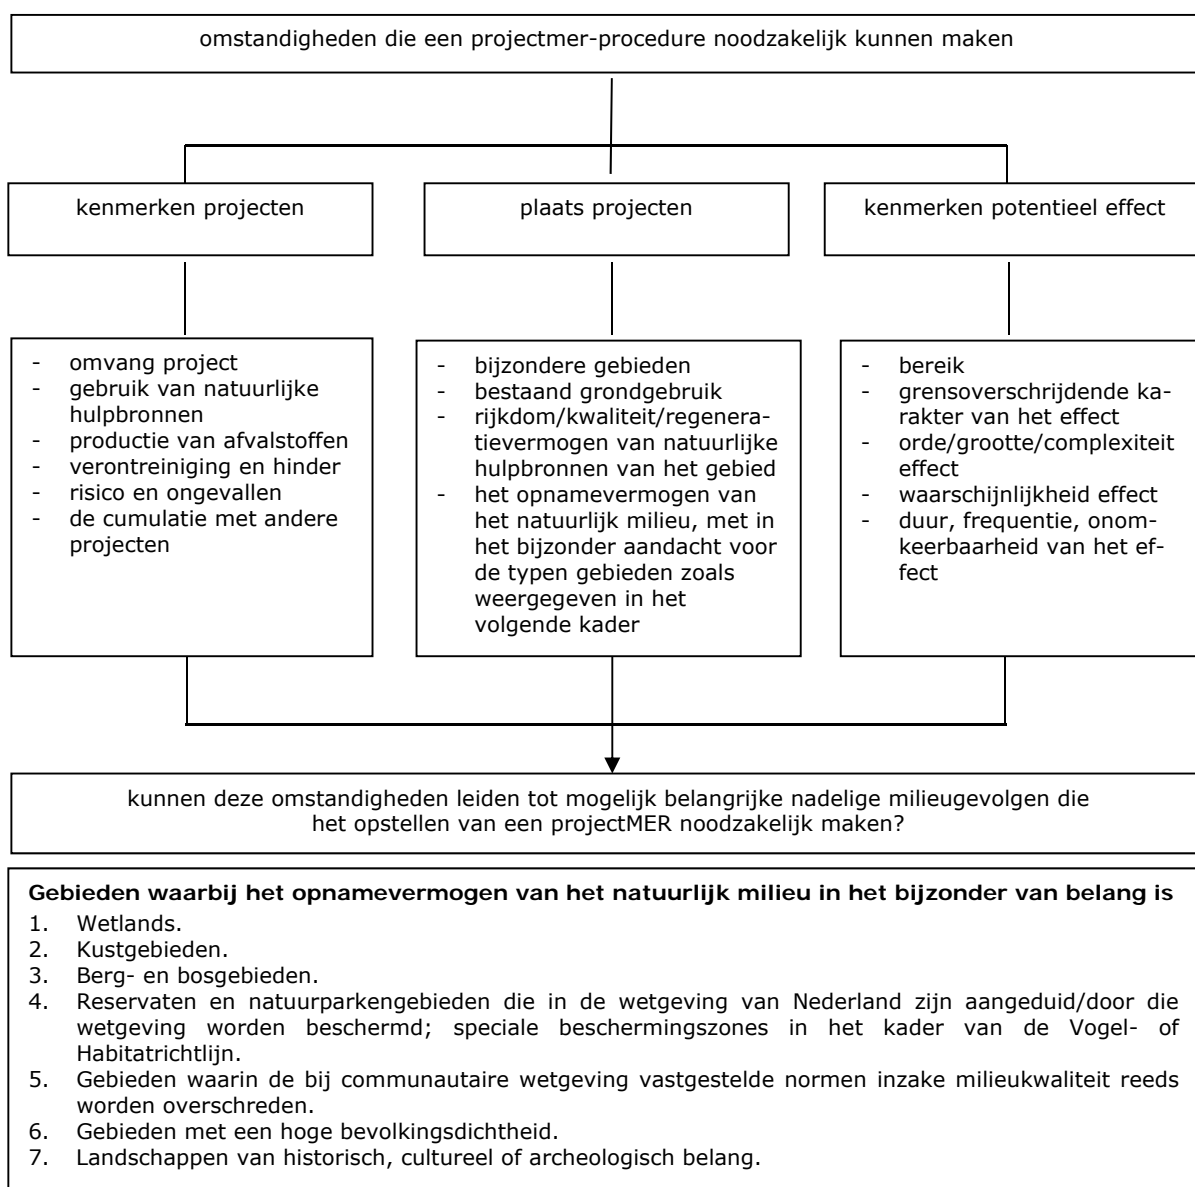 omstandigheden die een projectmer-procedure noodzakelijk kunnen maken
kenmerken projecten
plaats projecten
kenmerken potentieel effect
- omvang project
- gebruik van natuurlijke
hulpbronnen
- productie van afvalstoffen
- verontreiniging en hinder
- risico en ongevallen
- de cumulatie met andere
projecten
- bijzondere gebieden
- bestaand grondgebruik
- rijkdom/kwaliteit/regenera-
tievermogen van natuurlijke
hulpbronnen van het gebied
- het opnamevermogen van
het natuurlijk milieu, met in
het bijzonder aandacht voor
de typen gebieden zoals
weergegeven in het
volgende kader
- bereik
- grensoverschrijdende ka-
rakter van het effect
- orde/grootte/complexiteit
effect
- waarschijnlijkheid effect
- duur, frequentie, onom-
keerbaarheid van het ef-
fect
kunnen deze omstandigheden leiden tot mogelijk belangrijke nadelige milieugevolgen die
het opstellen van een projectMER noodzakelijk maken?
Gebieden waarbij het opnamevermogen van het natuurlijk milieu in het bijzonder van belang is
1. Wetlands.
2. Kustgebieden.
3. Berg- en bosgebieden.
4. Reservaten en natuurparkengebieden die in de wetgeving van Nederland zijn aangeduid/door die
wetgeving worden beschermd; speciale beschermingszones in het kader van de Vogel- of
Habitatrichtlijn.
5. Gebieden waarin de bij communautaire wetgeving vastgestelde normen inzake milieukwaliteit reeds
worden overschreden.
6. Gebieden met een hoge bevolkingsdichtheid.
7. Landschappen van historisch, cultureel of archeologisch belang.